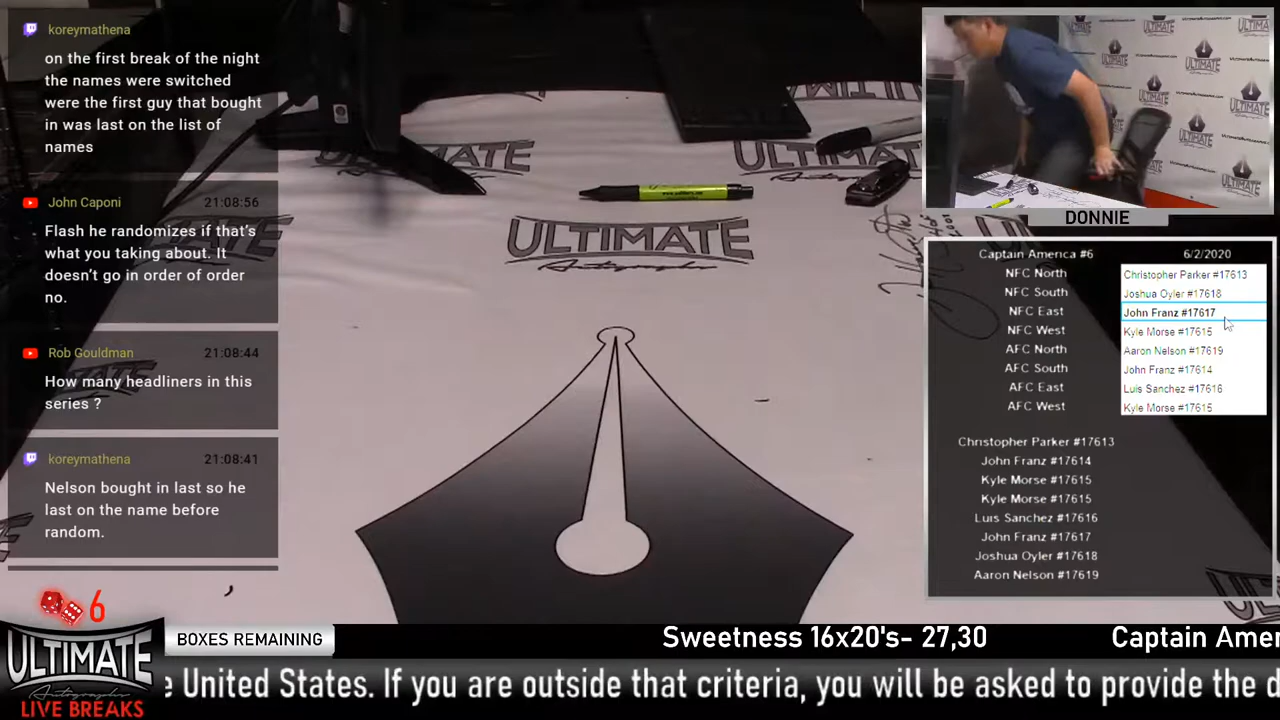 koreymathena
on the first break of the night
the names were switched
were the first guy that bought
in was last on the list of
names
John Caponi 21:08:56
Flash he randomizes if that's
what you taking about. It
doesn't go in order of order
no.
Rob Gouldman 21:08:44
How many headliners in this
series ?
koreymathena 21:08:41
Nelson bought in last so he
last on the name before
random.
ULTIMATE
ULTIMATE
ULTIMATE
Autographs
ULTIMATE
DONNIE
Captain America #6 6/2/2020
NFC North Christopher Parker #17613
NFC South Joshua Oyler #17618
NFC East John Franz #17617
NFC West Kyle Morse #17615
AFC North Aaron Nelson #17619
AFC South John Franz #17614
AFC East Luis Sanchez #17616
AFC West Kyle Morse #17615
Christopher Parker #17613
John Franz #17614
Kyle Morse #17615
Kyle Morse #17615
Luis Sanchez #17616
John Franz #17617
Joshua Oyler #17618
Aaron Nelson #17619
6
ULTIMATE
Autographs
LIVE BREAKS
BOXES REMAINING
Sweetness 16x20's- 27,30 Captain Amer
e United States. If you are outside that criteria, you will be asked to provide the d